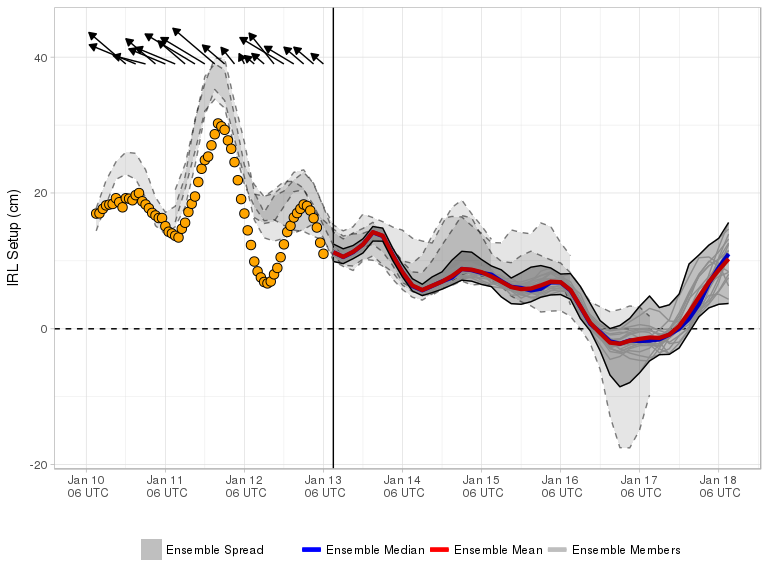 40
20
0
-20
IRL Setup (cm)
Jan 10 Jan 11 Jan 12 Jan 13 Jan 14 Jan 15 Jan 16 Jan 17 Jan 18
06 UTC 06 UTC 06 UTC 06 UTC 06 UTC 06 UTC 06 UTC 06 UTC 06 UTC
Ensemble Spread Ensemble Median Ensemble Mean Ensemble Members